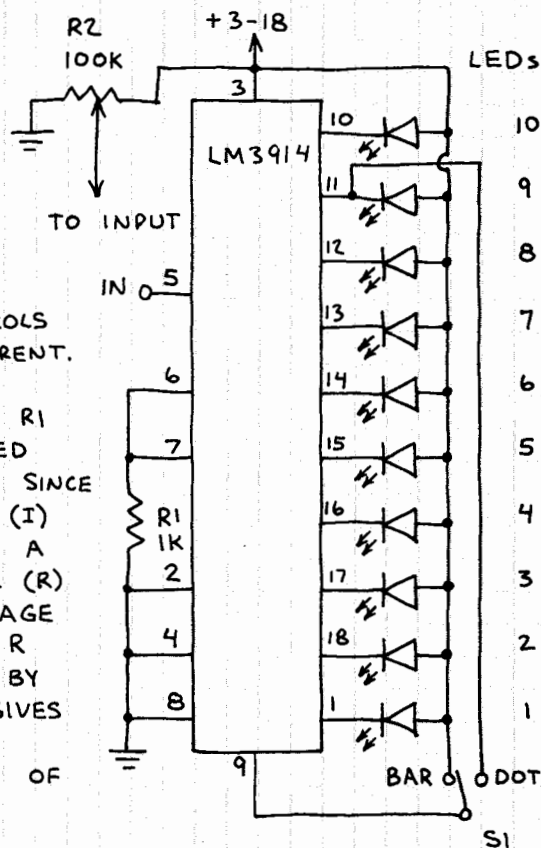 R2
100K
+3-18
LEDs
3
LM3914
10
10
11
9
TO INPUT
12
8
IN
5
13
7
6
14
6
7
15
5
R1
1K
16
4
2
17
3
4
18
2
8
1
1
9
BAR
DOT
S1
OLS
RENT.
R1
ED
SINCE
(I)
A
(R)
AGE
R
BY
GIVES
OF